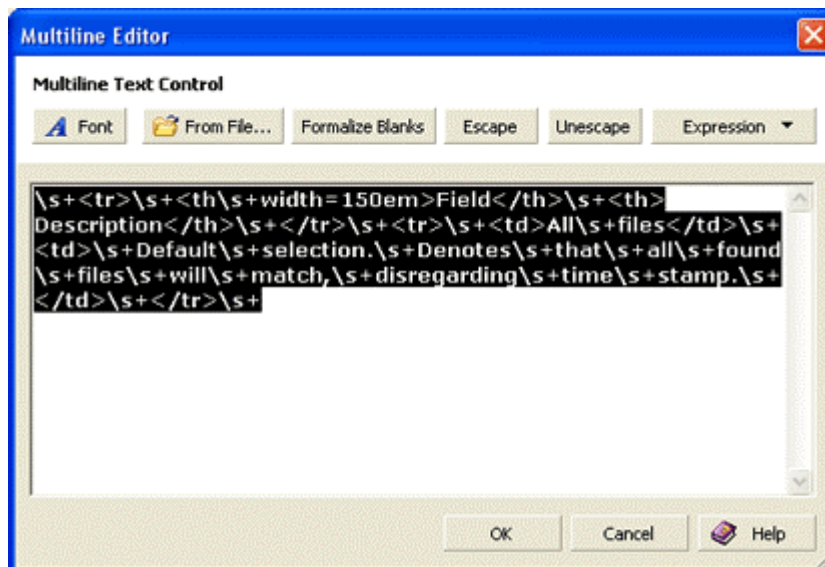 Multiline Editor
Multiline Text Control
Font From File... Formalize Blanks Escape Unescape Expression
\s+<tr>\s+<th\s+width=150em>Field</th>\s+<th>
Description</th>\s+</tr>\s+<tr>\s+<td>All\s+files</td>\s+
<td>\s+Default\s+selection.\s+Denotes\s+that\s+all\s+found
\s+files\s+will\s+match,\s+disregarding\s+time\s+stamp.\s+
</td>\s+</tr>\s+
OK Cancel Help